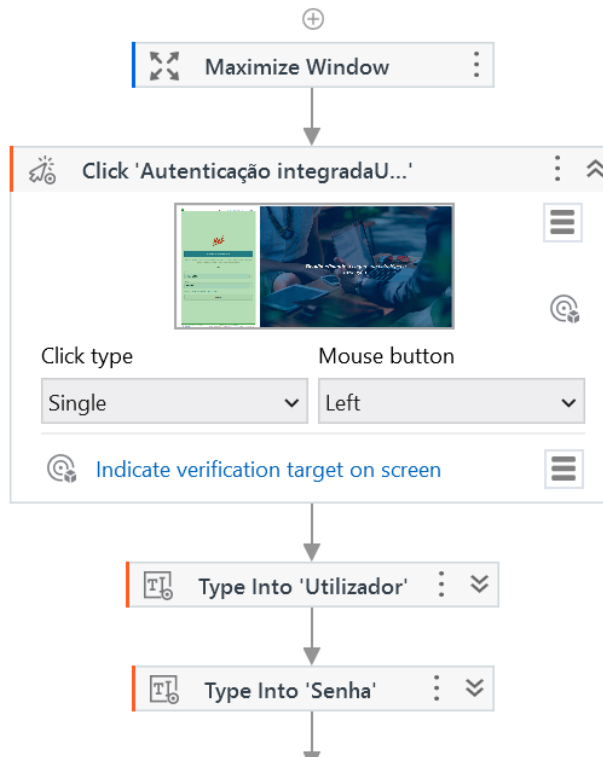 Maximize Window
Click 'Autenticação integradaU...'
Click type
Mouse button
Single
Left
Indicate verification target on screen
Type Into 'Utilizador'
Type Into 'Senha'